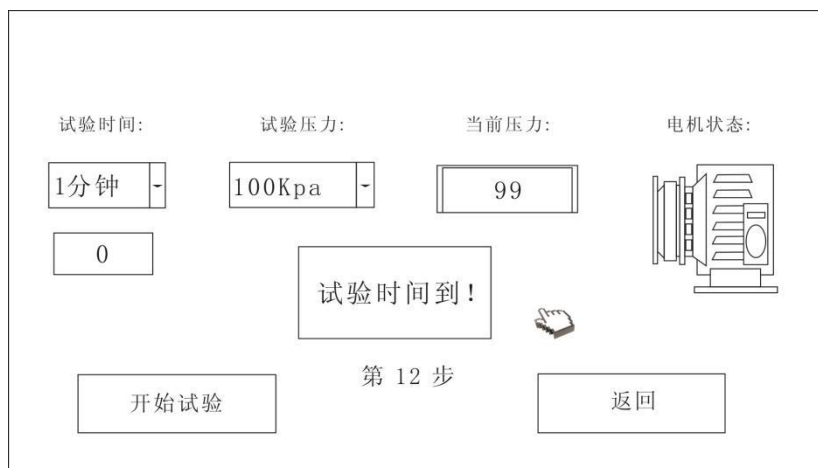 试验时间: 试验压力: 当前压力: 电机状态:
1分钟 100Kpa 99
0
试验时间到!
第 12 步
开始试验 返回